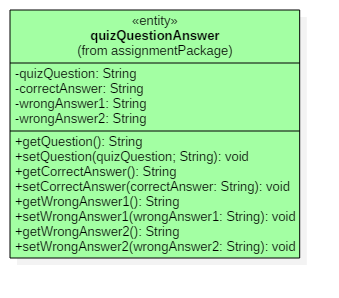 «entity»
quizQuestionAnswer
(from assignmentPackage)
-quizQuestion: String
-correctAnswer: String
-wrongAnswer1: String
-wrongAnswer2: String
+getQuestion(): String
+setQuestion(quizQuestion; String): void
+getCorrectAnswer(): String
+setCorrectAnswer(correctAnswer: String): void
+getWrongAnswer1(): String
+setWrongAnswer1(wrongAnswer1: String): void
+getWrongAnswer2(): String
+setWrongAnswer2(wrongAnswer2: String): void